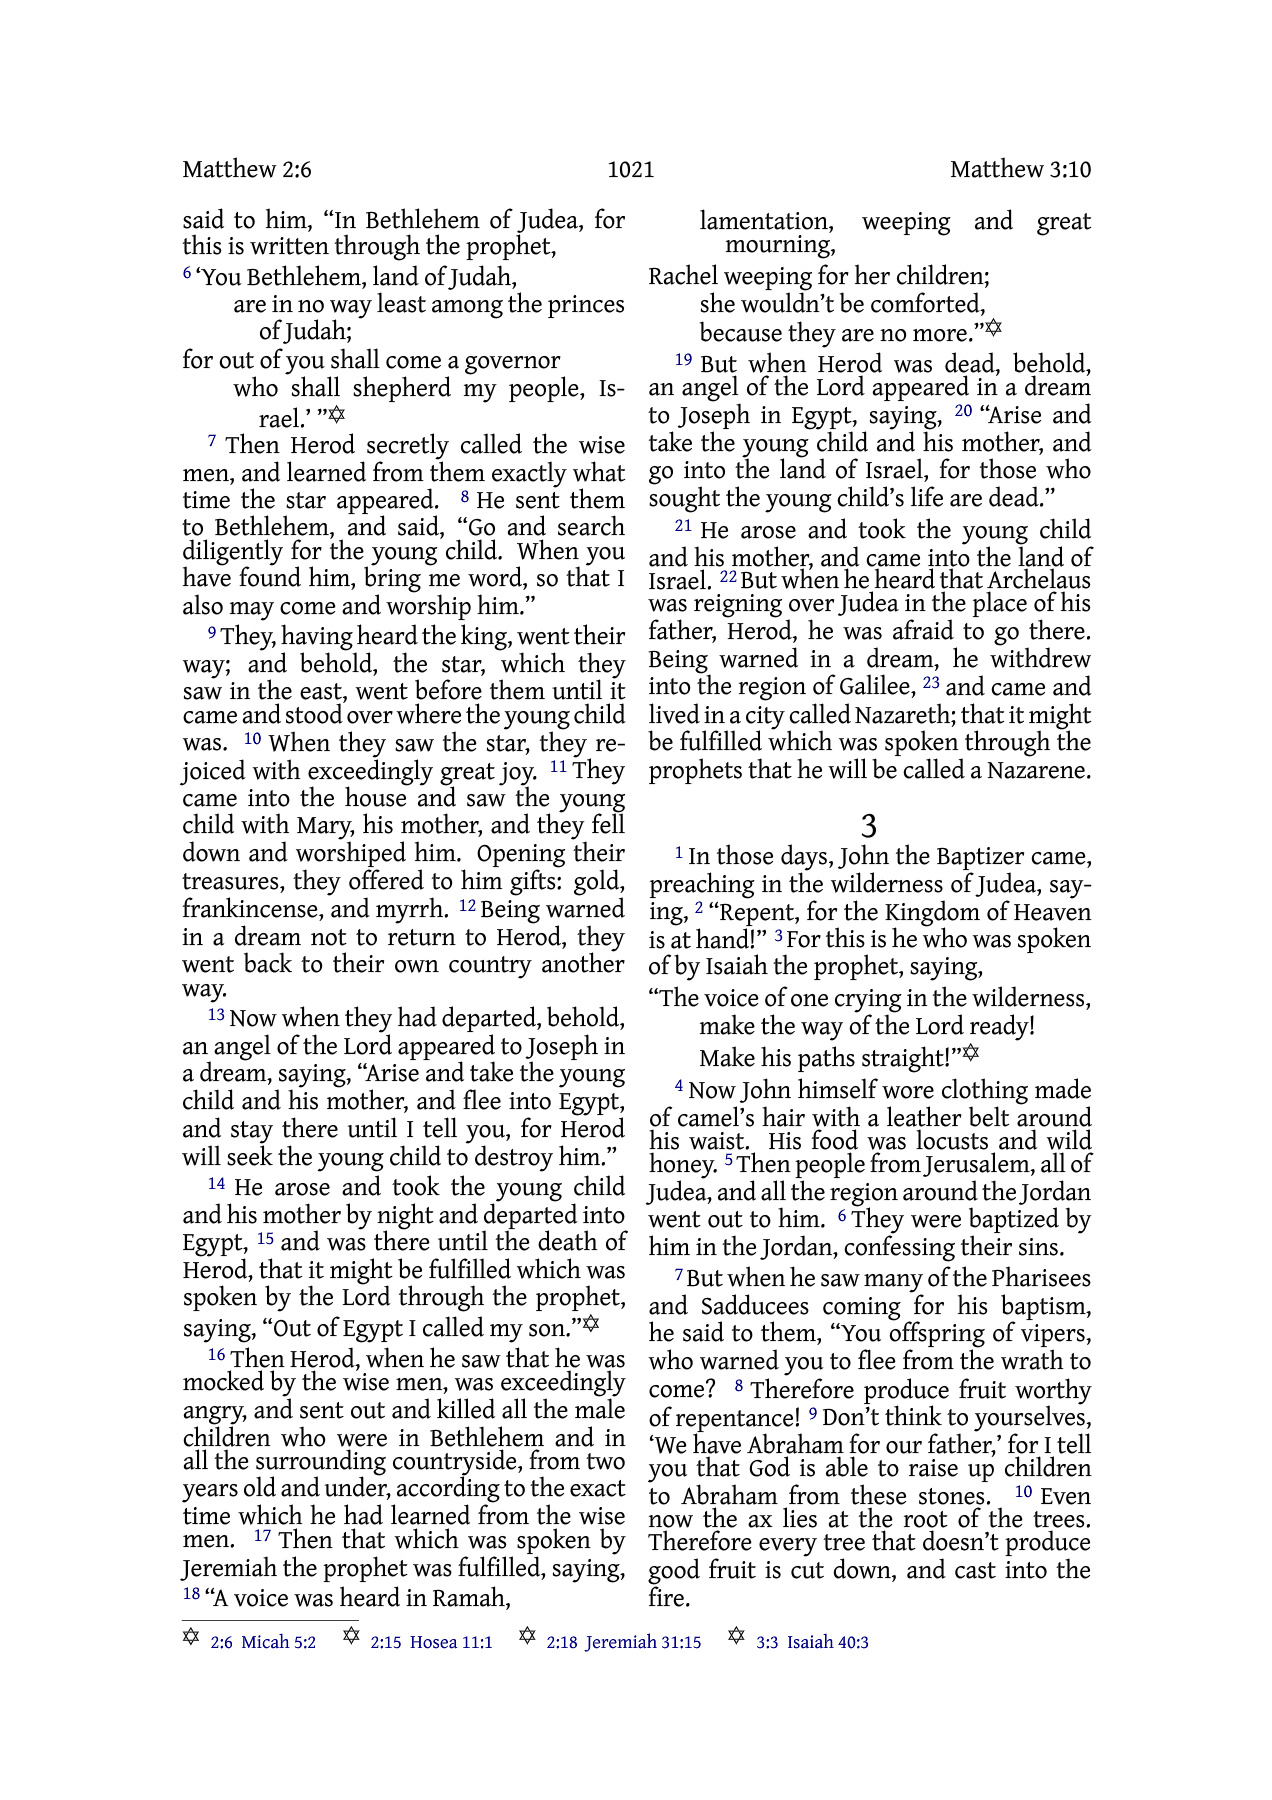 Matthew 2:6 1021 Matthew 3:10
said to him, “In Bethlehem of Judea, for
this is written through the prophet,
6 ‘You Bethlehem, land of Judah,
are in no way least among the princes
of Judah;
for out of you shall come a governor
who shall shepherd my people, Is-
rael.’ ”✡
7 Then Herod secretly called the wise
men, and learned from them exactly what
time the star appeared. 8 He sent them
to Bethlehem, and said, “Go and search
diligently for the young child. When you
have found him, bring me word, so that I
also may come and worship him.”
9 They, having heard the king, went their
way; and behold, the star, which they
saw in the east, went before them until it
came and stood over where the young child
was. 10 When they saw the star, they re-
joiced with exceedingly great joy. 11 They
came into the house and saw the young
child with Mary, his mother, and they fell
down and worshiped him. Opening their
treasures, they offered to him gifts: gold,
frankincense, and myrrh. 12 Being warned
in a dream not to return to Herod, they
went back to their own country another
way.
13 Now when they had departed, behold,
an angel of the Lord appeared to Joseph in
a dream, saying, “Arise and take the young
child and his mother, and flee into Egypt,
and stay there until I tell you, for Herod
will seek the young child to destroy him.”
14 He arose and took the young child
and his mother by night and departed into
Egypt, 15 and was there until the death of
Herod, that it might be fulfilled which was
spoken by the Lord through the prophet,
saying, “Out of Egypt I called my son.”✡
16 Then Herod, when he saw that he was
mocked by the wise men, was exceedingly
angry, and sent out and killed all the male
children who were in Bethlehem and in
all the surrounding countryside, from two
years old and under, according to the exact
time which he had learned from the wise
men. 17 Then that which was spoken by
Jeremiah the prophet was fulfilled, saying,
18 “A voice was heard in Ramah,
lamentation, weeping and great
mourning,
Rachel weeping for her children;
she wouldn’t be comforted,
because they are no more.”✡
19 But when Herod was dead, behold,
an angel of the Lord appeared in a dream
to Joseph in Egypt, saying, 20 “Arise and
take the young child and his mother, and
go into the land of Israel, for those who
sought the young child’s life are dead.”
21 He arose and took the young child
and his mother, and came into the land of
Israel. 22 But when he heard that Archelaus
was reigning over Judea in the place of his
father, Herod, he was afraid to go there.
Being warned in a dream, he withdrew
into the region of Galilee, 23 and came and
lived in a city called Nazareth; that it might
be fulfilled which was spoken through the
prophets that he will be called a Nazarene.
3
1 In those days, John the Baptizer came,
preaching in the wilderness of Judea, say-
ing, 2 “Repent, for the Kingdom of Heaven
is at hand!” 3 For this is he who was spoken
of by Isaiah the prophet, saying,
“The voice of one crying in the wilderness,
make the way of the Lord ready!
Make his paths straight!”✡
4 Now John himself wore clothing made
of camel’s hair with a leather belt around
his waist. His food was locusts and wild
honey. 5 Then people from Jerusalem, all of
Judea, and all the region around the Jordan
went out to him. 6 They were baptized by
him in the Jordan, confessing their sins.
7 But when he saw many of the Pharisees
and Sadducees coming for his baptism,
he said to them, “You offspring of vipers,
who warned you to flee from the wrath to
come? 8 Therefore produce fruit worthy
of repentance! 9 Don’t think to yourselves,
‘We have Abraham for our father,’ for I tell
you that God is able to raise up children
to Abraham from these stones. 10 Even
now the ax lies at the root of the trees.
Therefore every tree that doesn’t produce
good fruit is cut down, and cast into the
fire.
✡ 2:6 Micah 5:2 ✡ 2:15 Hosea 11:1 ✡ 2:18 Jeremiah 31:15 ✡ 3:3 Isaiah 40:3